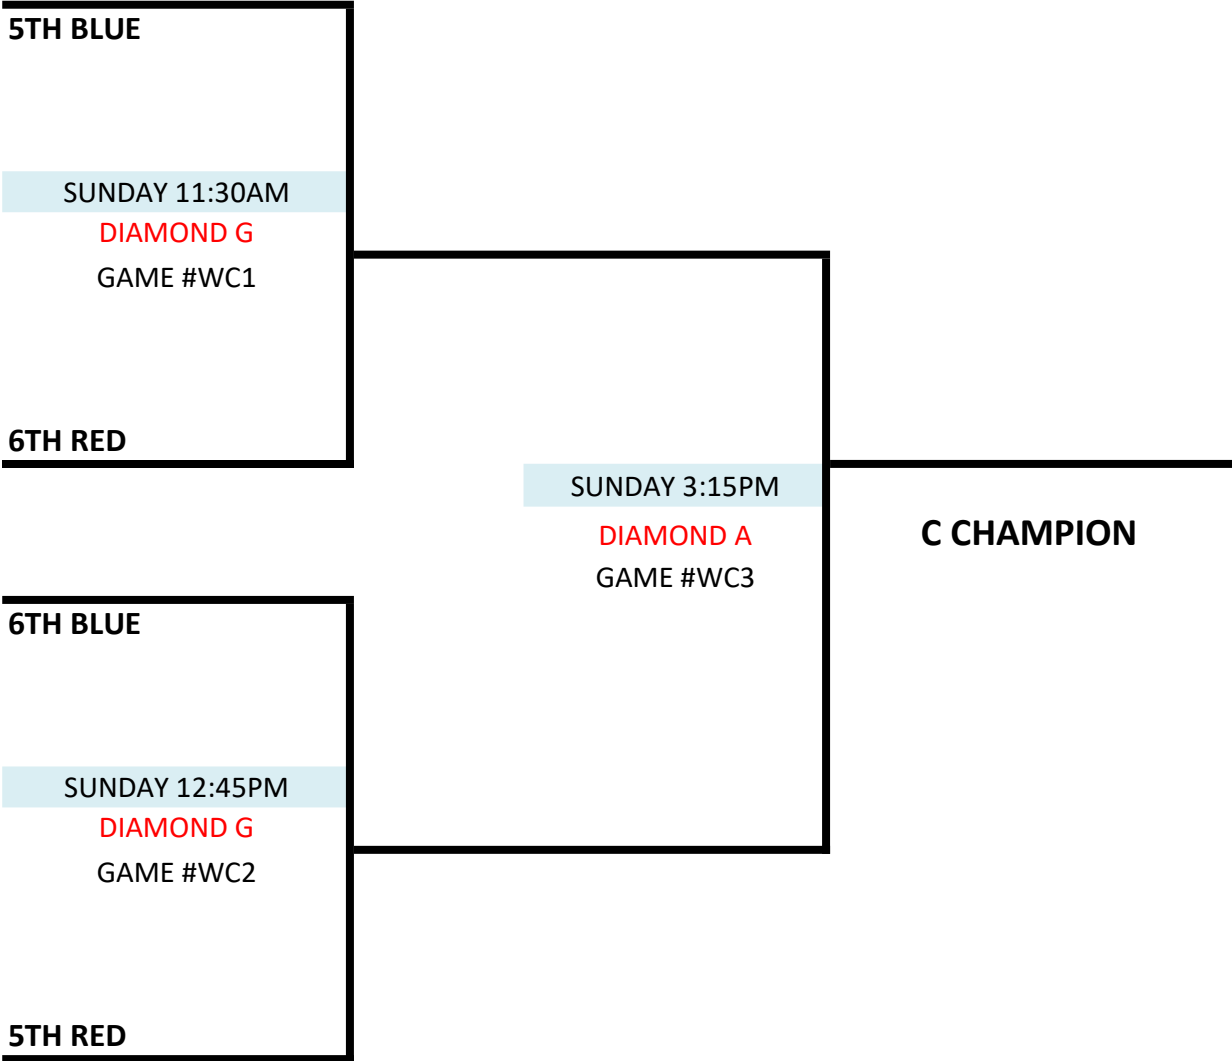 5TH BLUE
SUNDAY 11:30AM
DIAMOND G
GAME #WC1
6TH RED
SUNDAY 3:15PM
DIAMOND A
GAME #WC3
C CHAMPION
6TH BLUE
SUNDAY 12:45PM
DIAMOND G
GAME #WC2
5TH RED